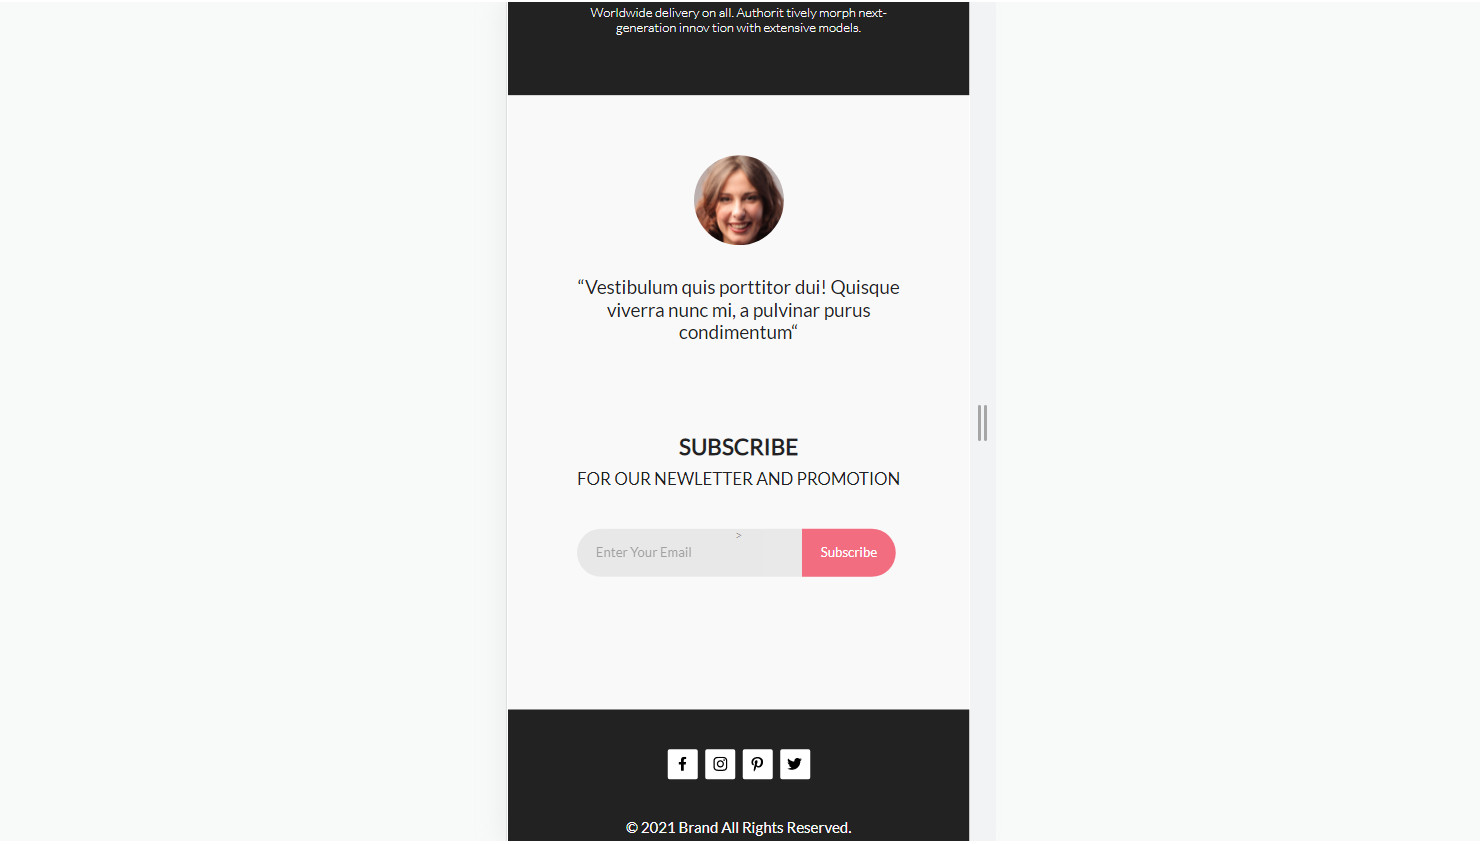 Worldwide delivery on all. Authorit tively morph next-
generation innov tion with extensive models.
“Vestibulum quis porttitor dui! Quisque
viverra nunc mi, a pulvinar purus
condimentum“
SUBSCRIBE
FOR OUR NEWLETTER AND PROMOTION
>
Enter Your Email
Subscribe
© 2021 Brand All Rights Reserved.